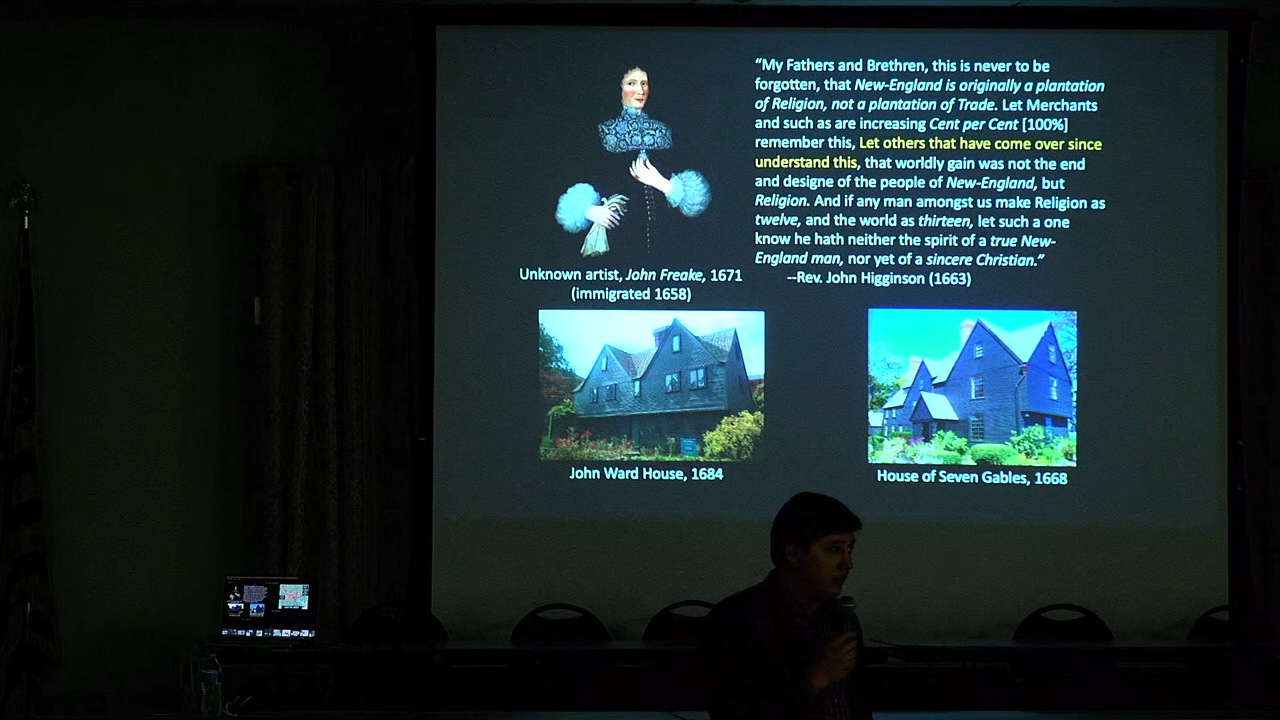 “My Fathers and Brethren, this is never to be
forgotten, that New-England is originally a plantation
of Religion, not a plantation of Trade. Let Merchants
and such as are increasing Cent per Cent [100%]
remember this, Let others that have come over since
understand this, that worldly gain was not the end
and designe of the people of New-England, but
Religion. And if any man amongst us make Religion as
twelve, and the world as thirteen, let such a one
know he hath neither the spirit of a true New-
England man, nor yet of a sincere Christian.”
--Rev. John Higginson (1663)
Unknown artist, John Freake, 1671
(immigrated 1658)
John Ward House, 1684
House of Seven Gables, 1668